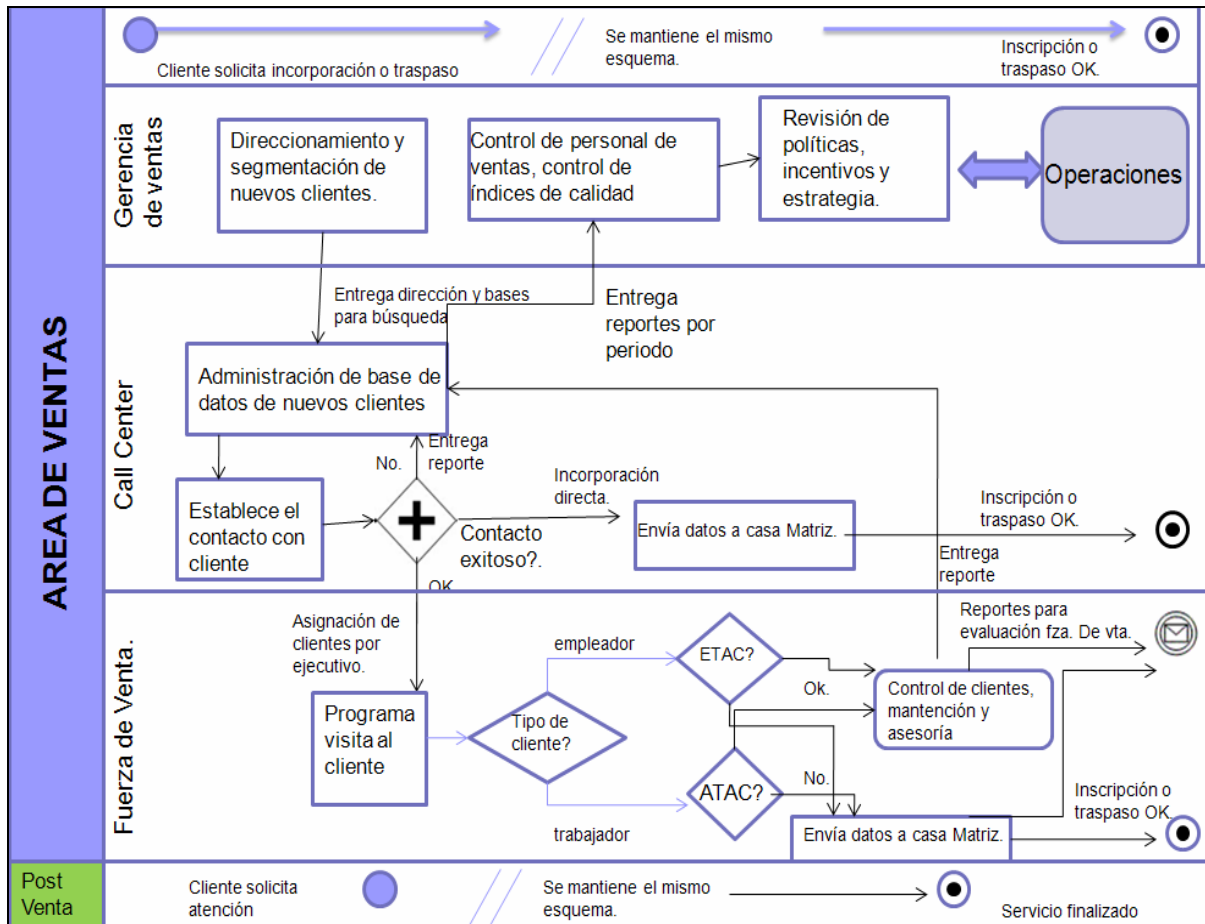 Cliente solicita incorporación o traspaso
Se mantiene el mismo
esquema.
Inscripción o
traspaso OK.
AREA DE VENTAS
Gerencia
de ventas
Direccionamiento y
segmentación de
nuevos clientes.
Control de personal de
ventas, control de
índices de calidad
Revisión de
políticas,
incentivos y
estrategia.
Operaciones
Call Center
Entrega dirección y bases
para búsqueda
Entrega
reportes por
periodo
Administración de base de
datos de nuevos clientes
No.
Entrega
reporte
Establece el
contacto con
cliente
Incorporación
directa.
Contacto
exitoso?.
Envía datos a casa Matriz.
Inscripción o
traspaso OK.
Entrega
reporte
OK
Fuerza de Venta.
Asignación de
clientes por
ejecutivo.
Programa
visita al
cliente
Tipo de
cliente?
empleador
trabajador
ETAC?
Ok.
ATAC?
No.
Reportes para
evaluación fza. De vta.
Control de clientes,
mantención y
asesoría
Envía datos a casa Matriz.
Inscripción o
traspaso OK.
Post
Venta
Cliente solicita
atención
Se mantiene el mismo
esquema.
Servicio finalizado